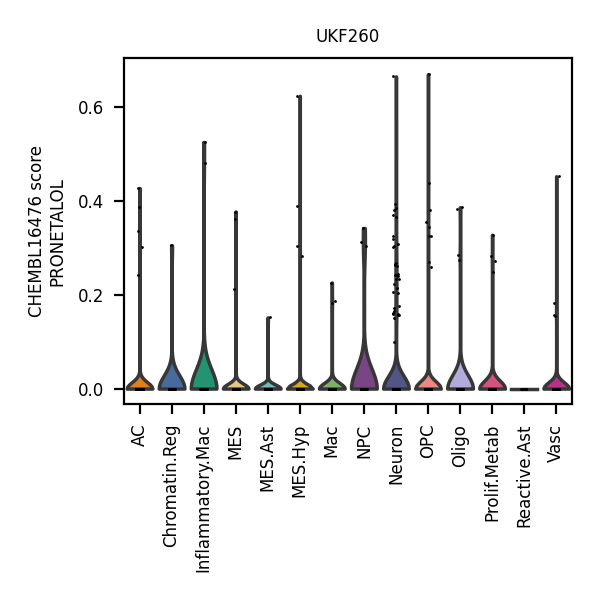 UKF260
CHEMBL16476 score
PRONETALOL
0.6
0.4
0.2
0.0
AC
Chromatin.Reg
Inflammatory.Mac
MES
MES.Ast
MES.Hyp
Mac
NPC
Neuron
OPC
Oligo
Prolif.Metab
Reactive.Ast
Vasc